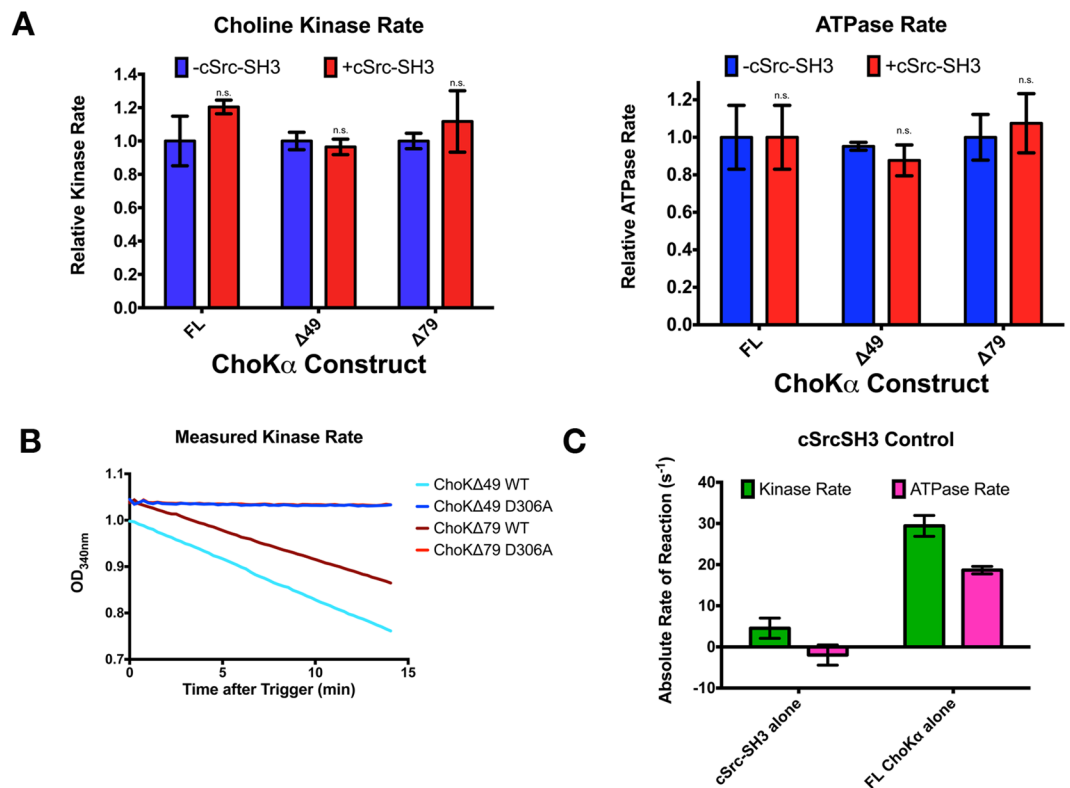 A
Choline Kinase Rate
-cSrc-SH3
+cSrc-SH3
Relative Kinase Rate
1.4
1.2
1.0
0.8
0.6
0.4
0.2
0.0
n.s.
n.s.
n.s.
FL
Δ49
Δ79
ChoKα Construct
ATPase Rate
-cSrc-SH3
+cSrc-SH3
Relative ATPase Rate
1.2
1.0
0.8
0.6
0.4
0.2
0.0
n.s.
n.s.
n.s.
FL
Δ49
Δ79
ChoKα Construct
B
Measured Kinase Rate
OD340nm
1.1
1.0
0.9
0.8
0.7
0
5
10
15
Time after Trigger (min)
ChoKΔ49 WT
ChoKΔ49 D306A
ChoKΔ79 WT
ChoKΔ79 D306A
C
cSrcSH3 Control
Kinase Rate
ATPase Rate
Absolute Rate of Reaction (s-1)
40
30
20
10
0
-10
cSrc-SH3 alone
FL ChoKα alone